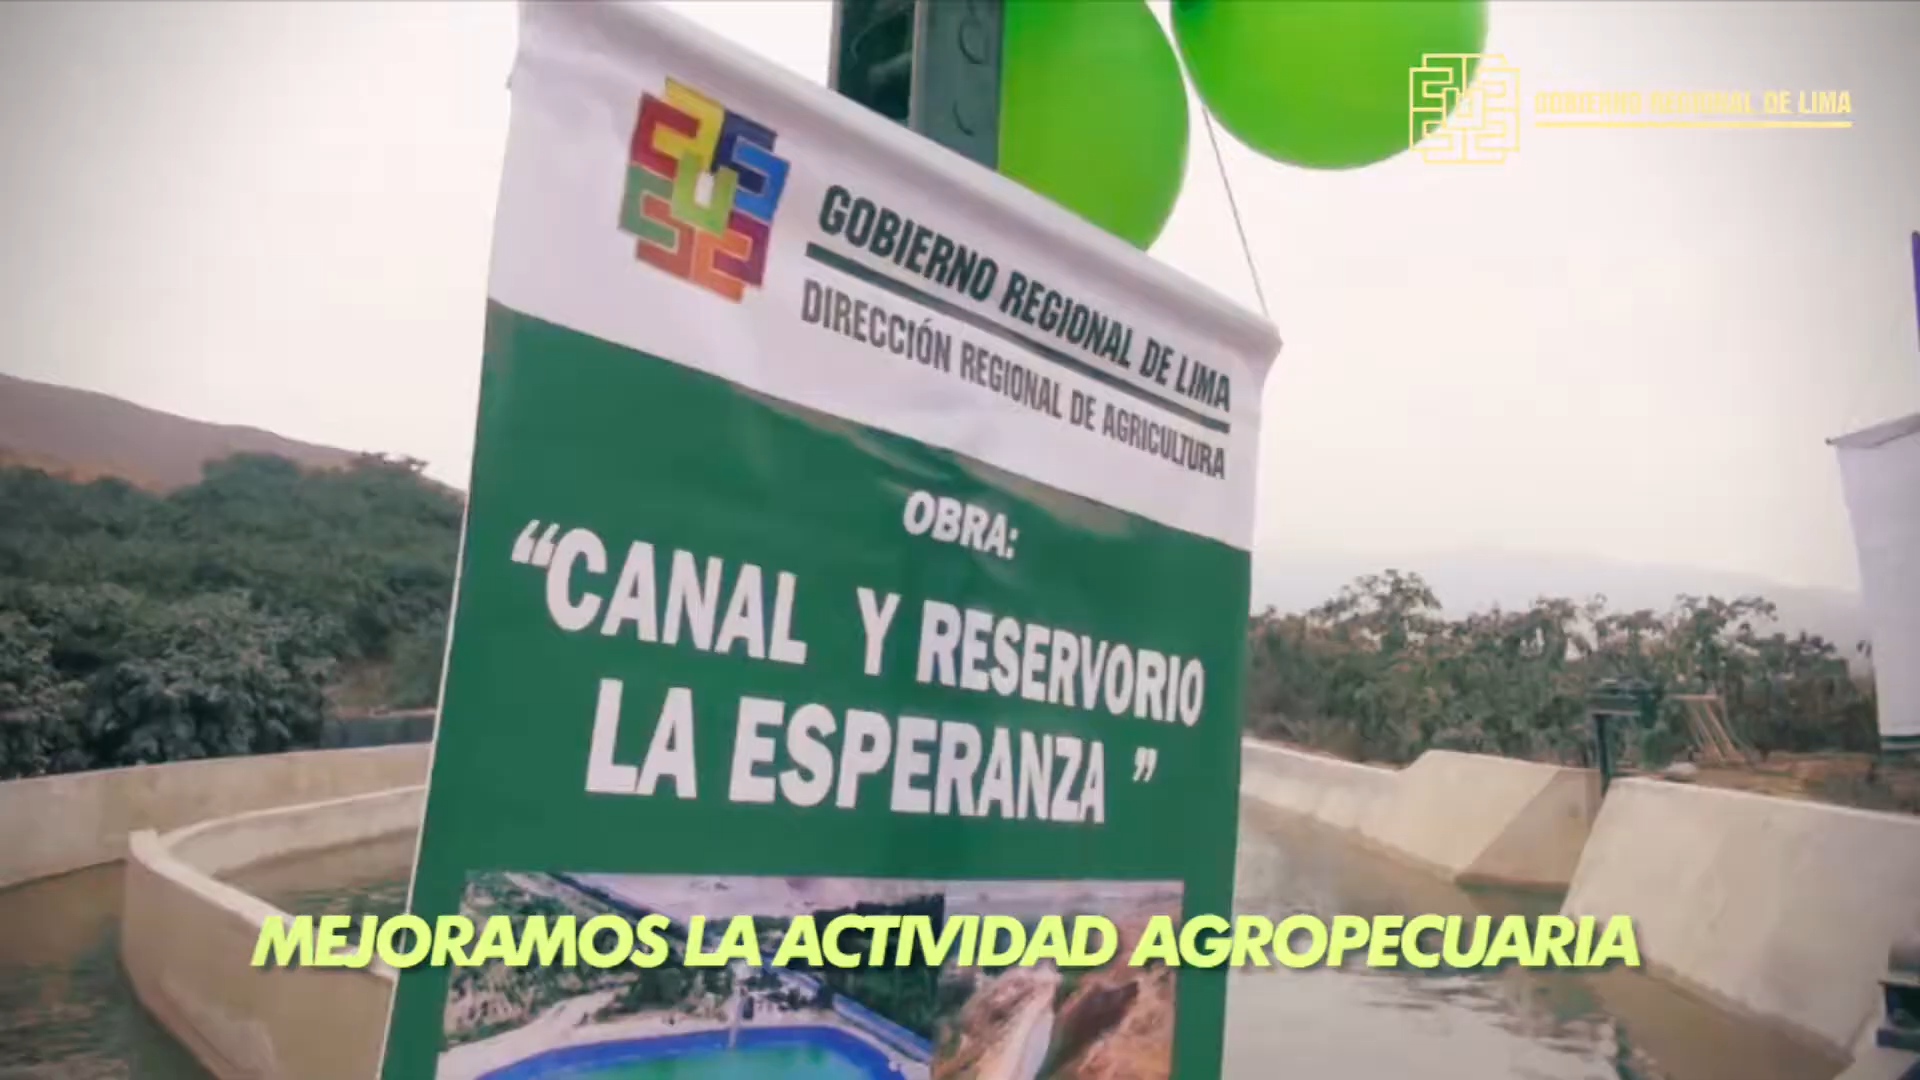 GOBIERNO REGIONAL DE LIMA
GOBIERNO REGIONAL DE LIMA
DIRECCIÓN REGIONAL DE AGRICULTURA
OBRA:
“CANAL Y RESERVORIO
LA ESPERANZA ”
MEJORAMOS LA ACTIVIDAD AGROPECUARIA